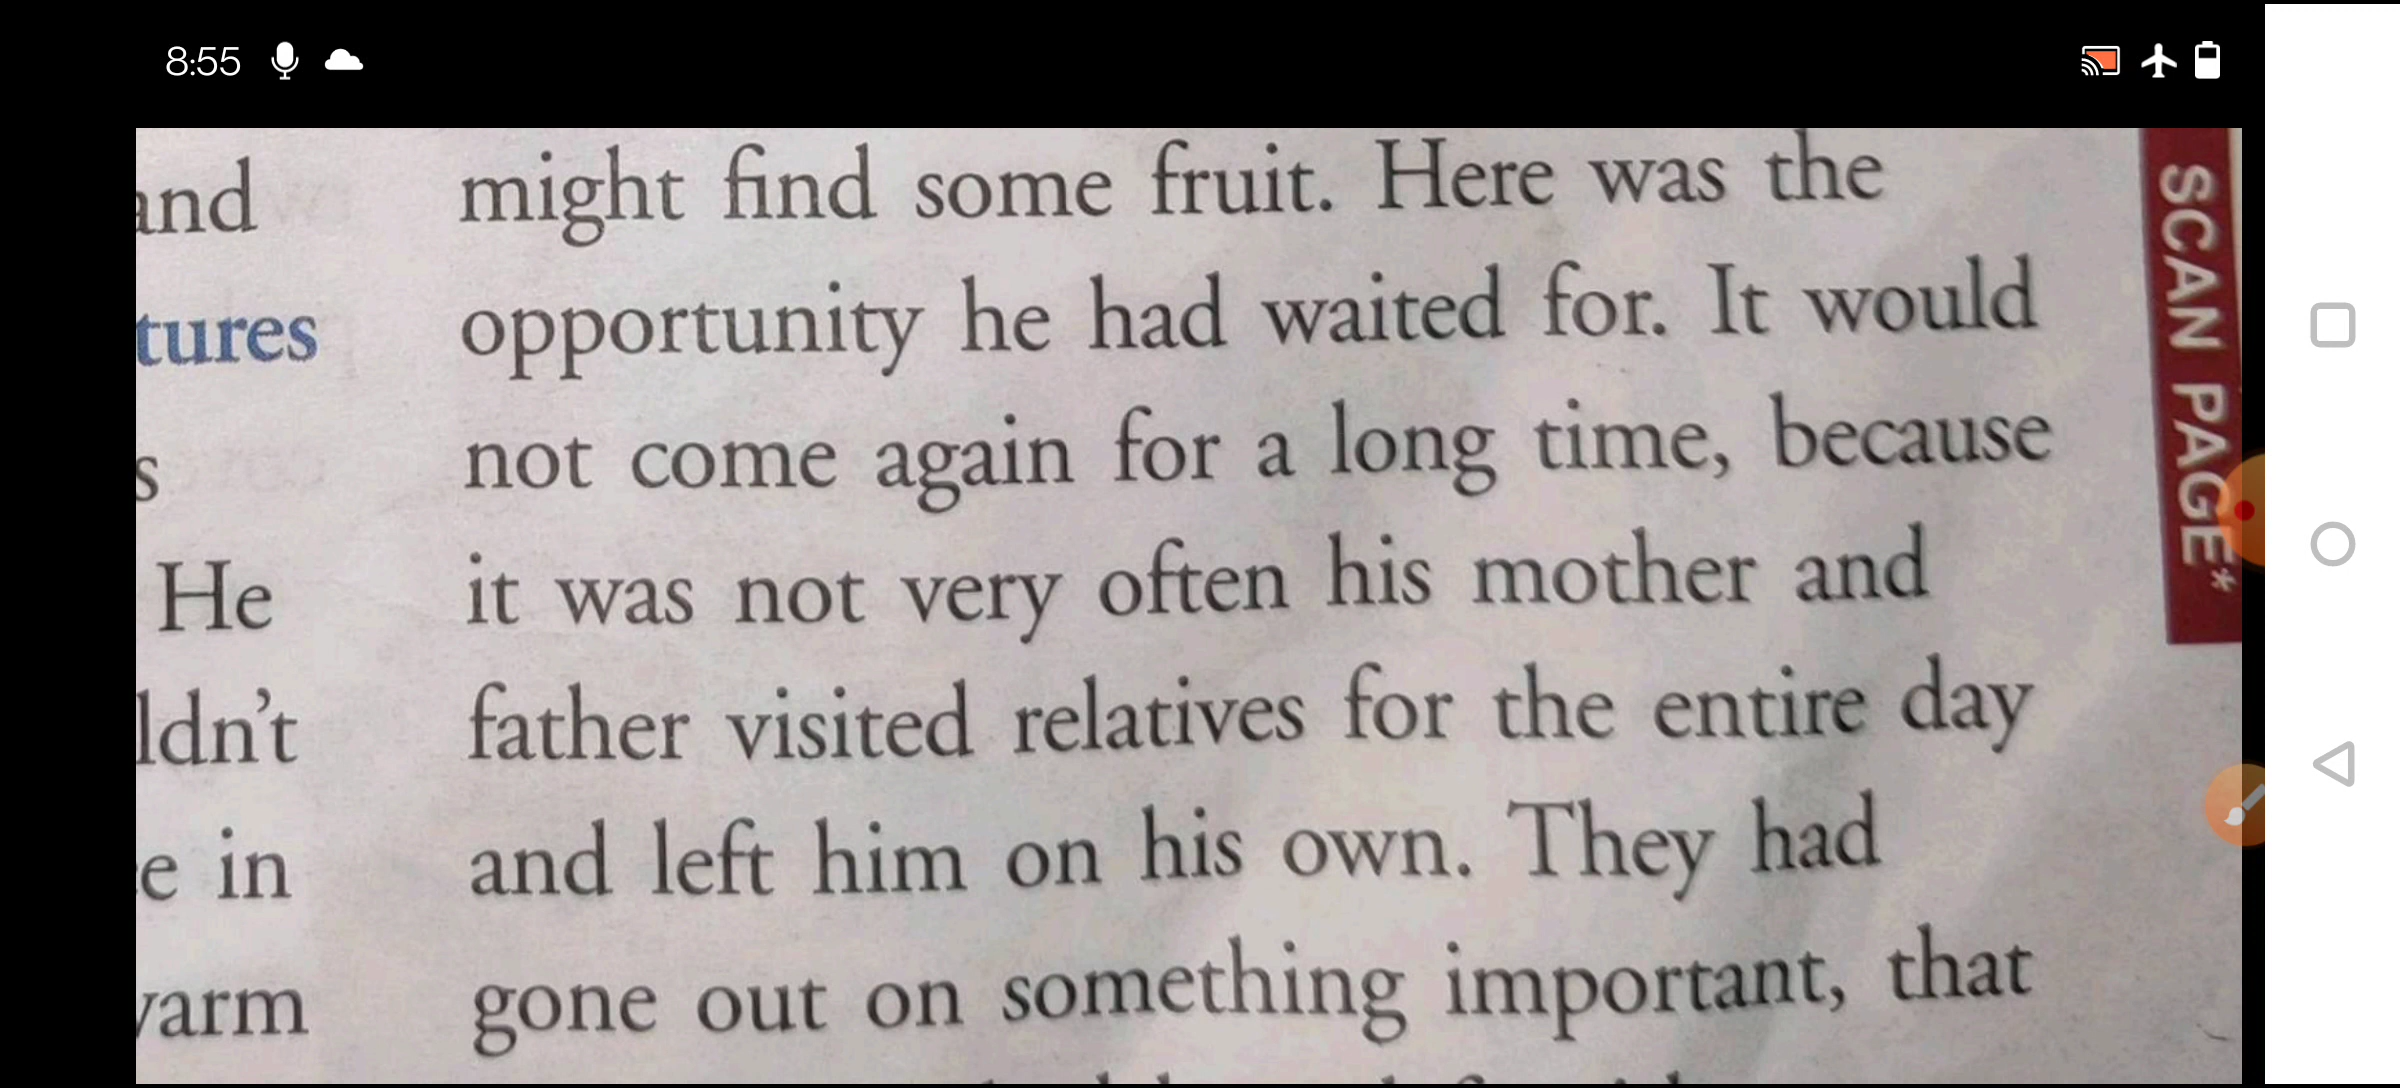 8:55
and
tures
s
He
ldn't
e in
might find some fruit. Here was the
opportunity he had waited for. It would
not come again for a long time, because
it was not very often his mother and
father visited relatives for the entire day
and left him on his own. They had
gone out on something important, that
SCAN PAGE*